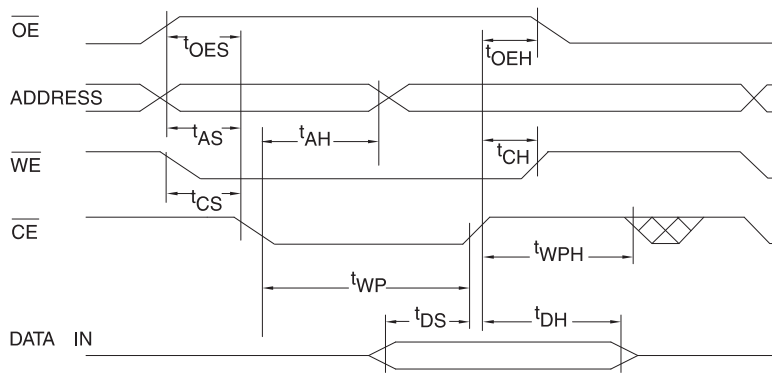 OE
tOES
tOEH
ADDRESS
tAS
tAH
tCH
WE
tCS
CE
tWPH
tWP
tDS
tDH
DATA IN